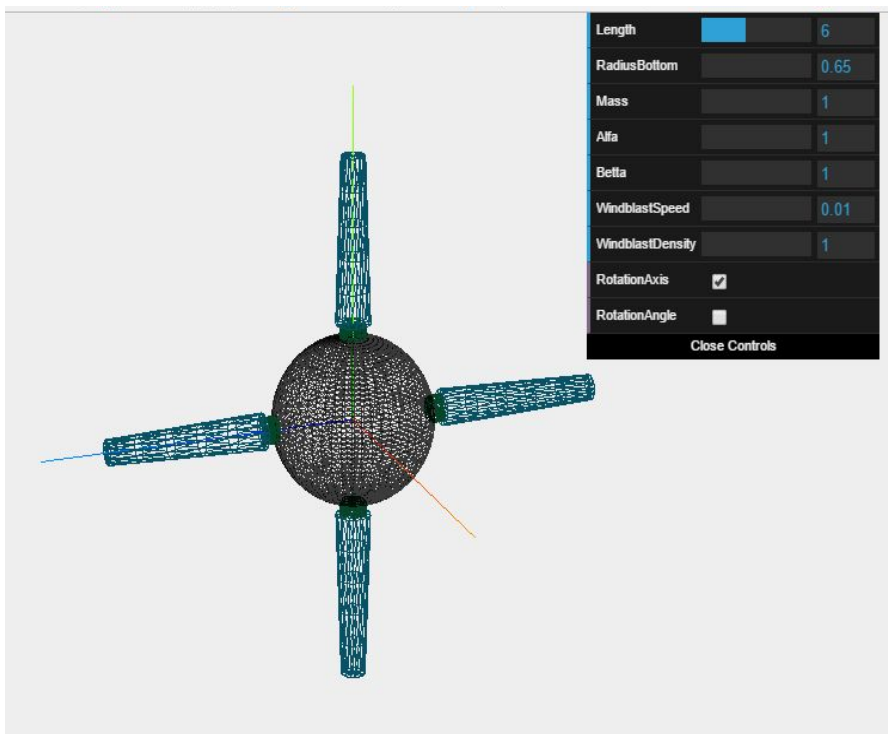 Length 6
RadiusBottom 0.65
Mass 1
Alfa 1
Betta 1
WindblastSpeed 0.01
WindblastDensity 1
RotationAxis
RotationAngle
Close Controls